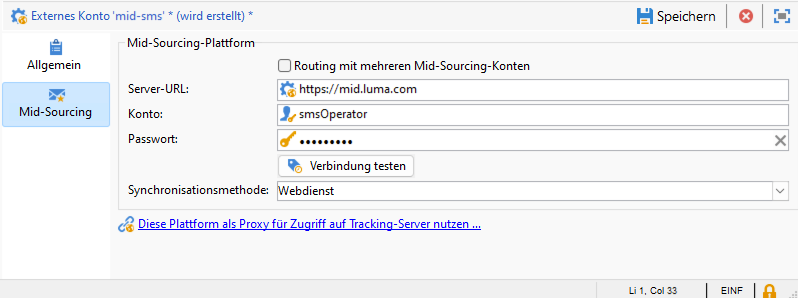 Externes Konto 'mid-sms' * (wird erstellt) *
Speichern
Allgemein
Mid-Sourcing
Mid-Sourcing-Plattform
Routing mit mehreren Mid-Sourcing-Konten
Server-URL: https://mid.luma.com
Konto: smsOperator
Passwort: •••••••••
Verbindung testen
Synchronisationsmethode: Webdienst
Diese Plattform als Proxy für Zugriff auf Tracking-Server nutzen ...
Li 1, Col 33 EINF